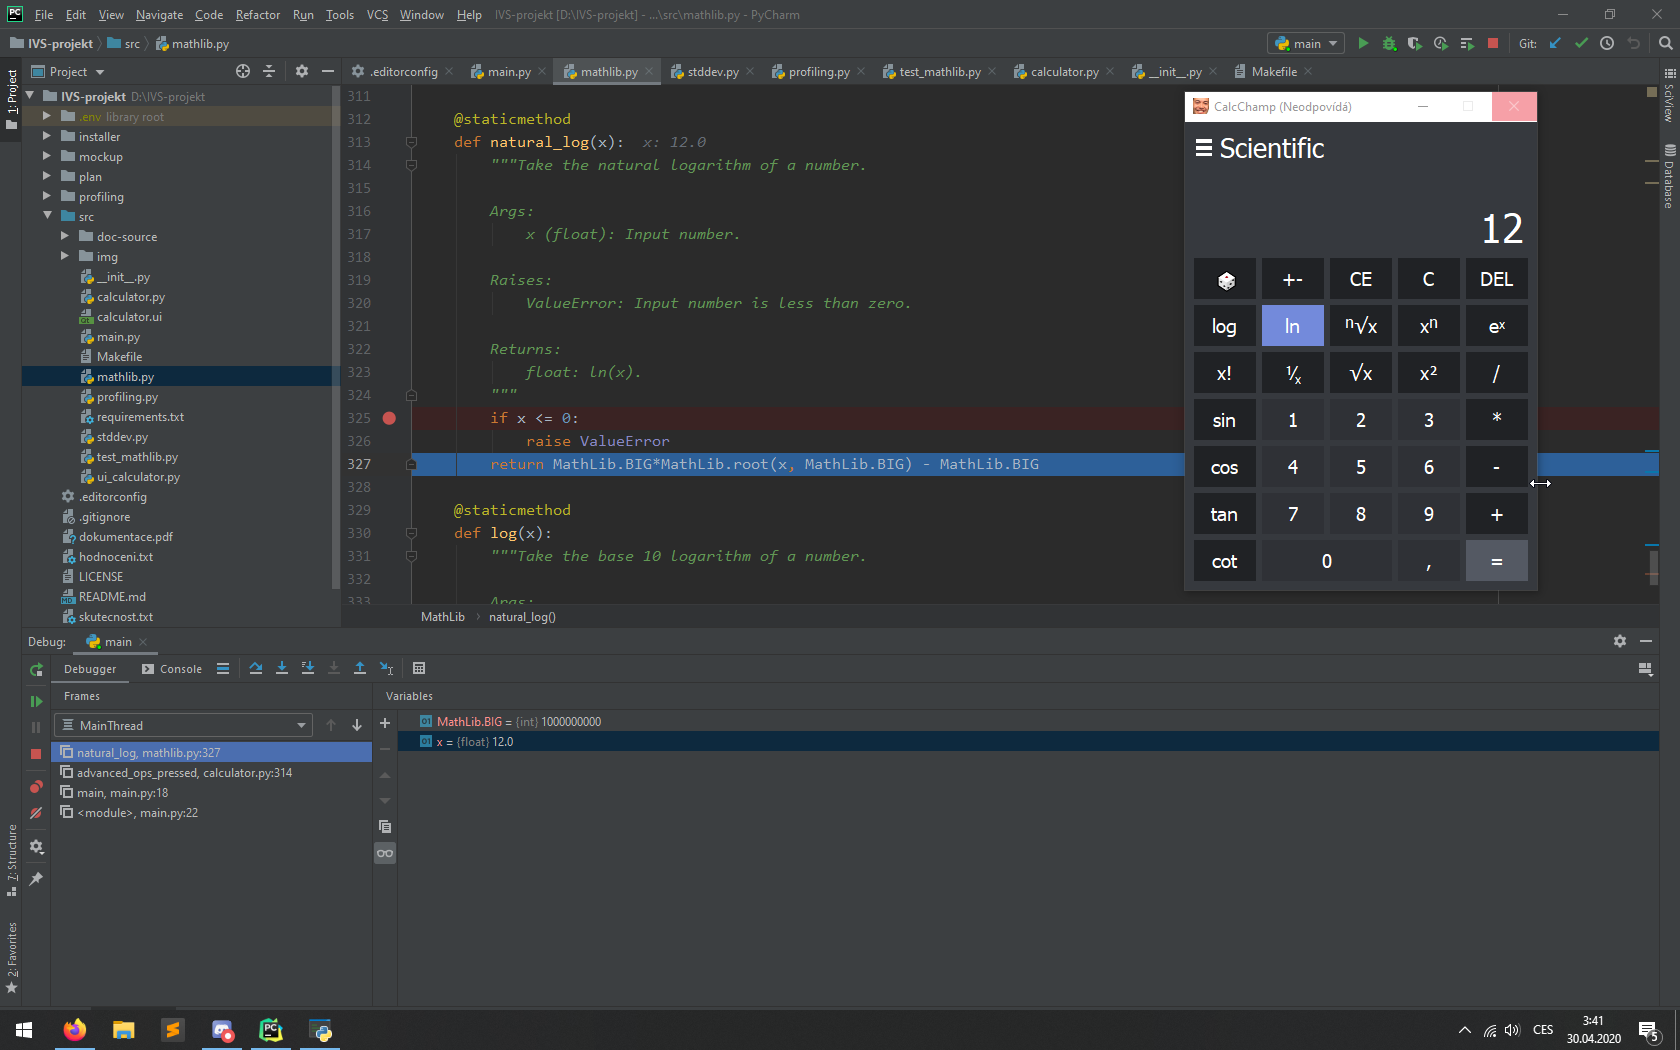 PC File Edit View Navigate Code Refactor Run Tools VCS Window Help IVS-projekt [D:\IVS-projekt] - ...\src\mathlib.py - PyCharm
IVS-projekt src mathlib.py main Git:
Project .editorconfig main.py mathlib.py stddev.py profiling.py test_mathlib.py calculator.py __init__.py Makefile
1: Project
7: Structure
2: Favorites
SciView
Database
IVS-projekt D:\IVS-projekt
.env library root
installer
mockup
plan
profiling
src
doc-source
img
__init__.py
calculator.py
calculator.ui
main.py
Makefile
mathlib.py
profiling.py
requirements.txt
stddev.py
test_mathlib.py
ui_calculator.py
.editorconfig
.gitignore
dokumentace.pdf
hodnoceni.txt
LICENSE
README.md
skutecnost.txt
311
312 @staticmethod
313 def natural_log(x): x: 12.0
314 """Take the natural logarithm of a number.
315
316 Args:
317 x (float): Input number.
318
319 Raises:
320 ValueError: Input number is less than zero.
321
322 Returns:
323 float: ln(x).
324 """
325 if x <= 0:
326 raise ValueError
327 return MathLib.BIG*MathLib.root(x, MathLib.BIG) - MathLib.BIG
328
329 @staticmethod
330 def log(x):
331 """Take the base 10 logarithm of a number.
332
333 Args:
MathLib natural_log()
CalcChamp (Neodpovídá)
Scientific
12
+- CE C DEL
log ln ⁿ√x xⁿ eˣ
x! ¹⁄ₓ √x x² /
sin 1 2 3 *
cos 4 5 6 -
tan 7 8 9 +
cot 0 , =
Debug: main
Debugger Console
Frames Variables
MainThread
natural_log, mathlib.py:327
advanced_ops_pressed, calculator.py:314
main, main.py:18
<module>, main.py:22
MathLib.BIG = {int} 1000000000
x = {float} 12.0
PC CES 3:41
30.04.2020 5